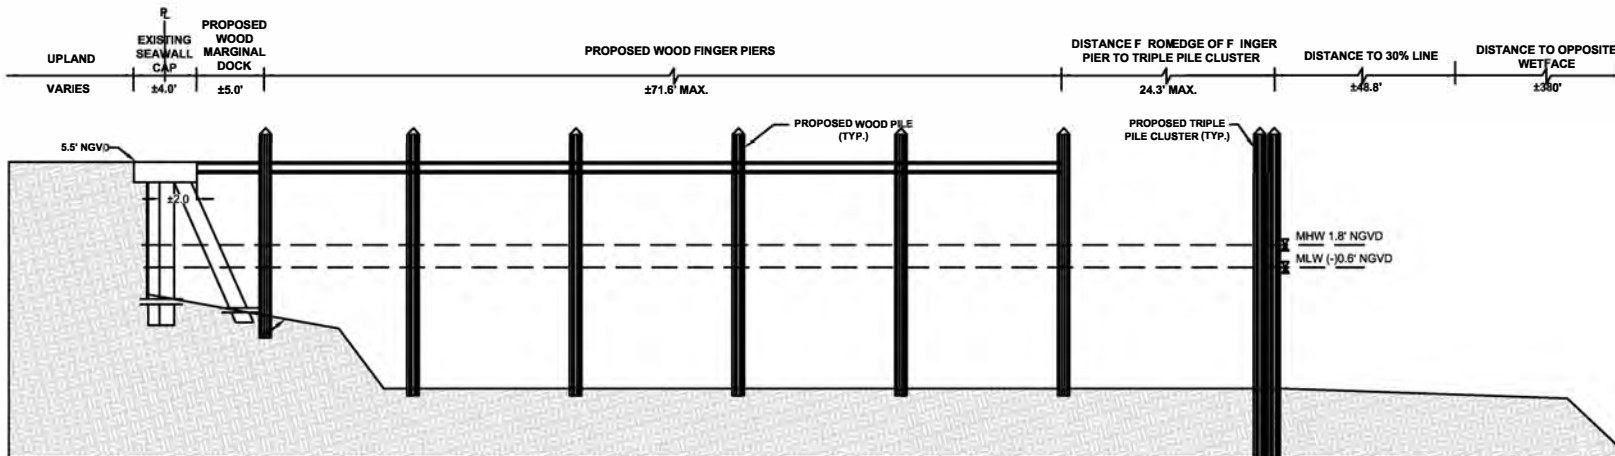 PL
UPLAND
VARIES
EXISTING
SEAWALL
CAP
±4.0'
PROPOSED
WOOD
MARGINAL
DOCK
±5.0'
PROPOSED WOOD FINGER PIERS
±71.6' MAX.
DISTANCE F ROMEDGE OF F INGER
PIER TO TRIPLE PILE CLUSTER
24.3' MAX.
DISTANCE TO 30% LINE
±48.8'
DISTANCE TO OPPOSITE
WETFACE
±380'
5.5' NGVD
PROPOSED WOOD PILE
(TYP.)
PROPOSED TRIPLE
PILE CLUSTER (TYP.)
±2.0
MHW 1.8' NGVD
MLW (-)0.6' NGVD